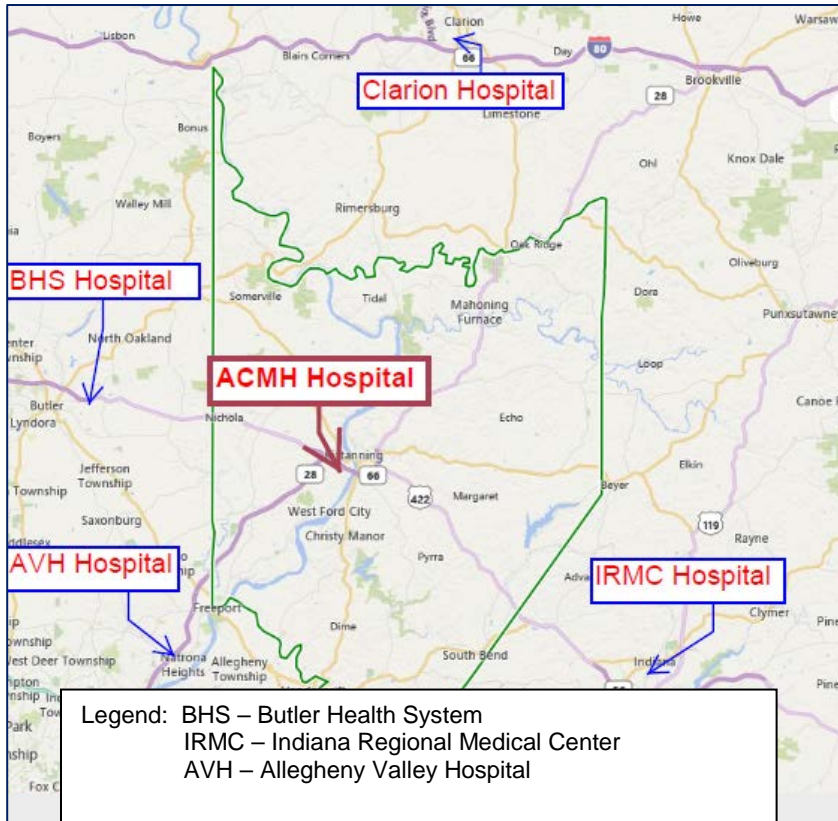 Clarion
Howe
Warsaw
Lisbon
Blairs Corners
66
Day
80
Brookville
Clarion Hospital
28
Limestone
Bonus
Boyers
Ohl
Knox Dale
Walley Mill
Rimersburg
Oak Ridge
BHS Hospital
Somerville
Tidal
Dora
Oliveburg
Mahoning
Furnace
Punxsutawney
North Oakland
ACMH Hospital
Loop
Butler
Lyndora
Nichola
Echo
Canoe
Jefferson
Township
28
66
422
Margaret
Elkin
Beyer
Township
West Ford City
119
Saxonburg
Christy Manor
Rayne
AVH Hospital
Pyrra
IRMC Hospital
Freeport
Clymer
Dime
West Deer Township
Natrona
Heights
Allegheny
Township
South Bend
Indiana
Park
Legend: BHS – Butler Health System
IRMC – Indiana Regional Medical Center
AVH – Allegheny Valley Hospital